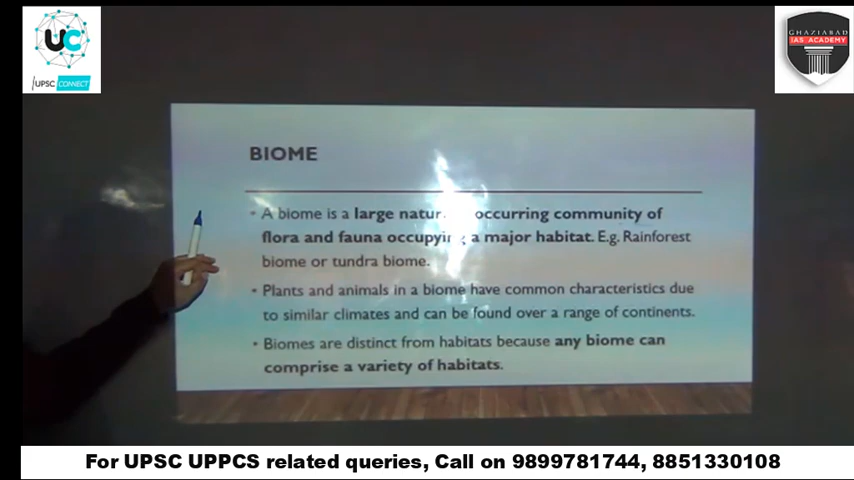 UC
UPSC CONNECT
GHAZIABAD
IAS ACADEMY
BIOME
• A biome is a large natur occurring community of
flora and fauna occupying a major habitat. E.g. Rainforest
biome or tundra biome.
• Plants and animals in a biome have common characteristics due
to similar climates and can be found over a range of continents.
• Biomes are distinct from habitats because any biome can
comprise a variety of habitats.
For UPSC UPPCS related queries, Call on 9899781744, 8851330108